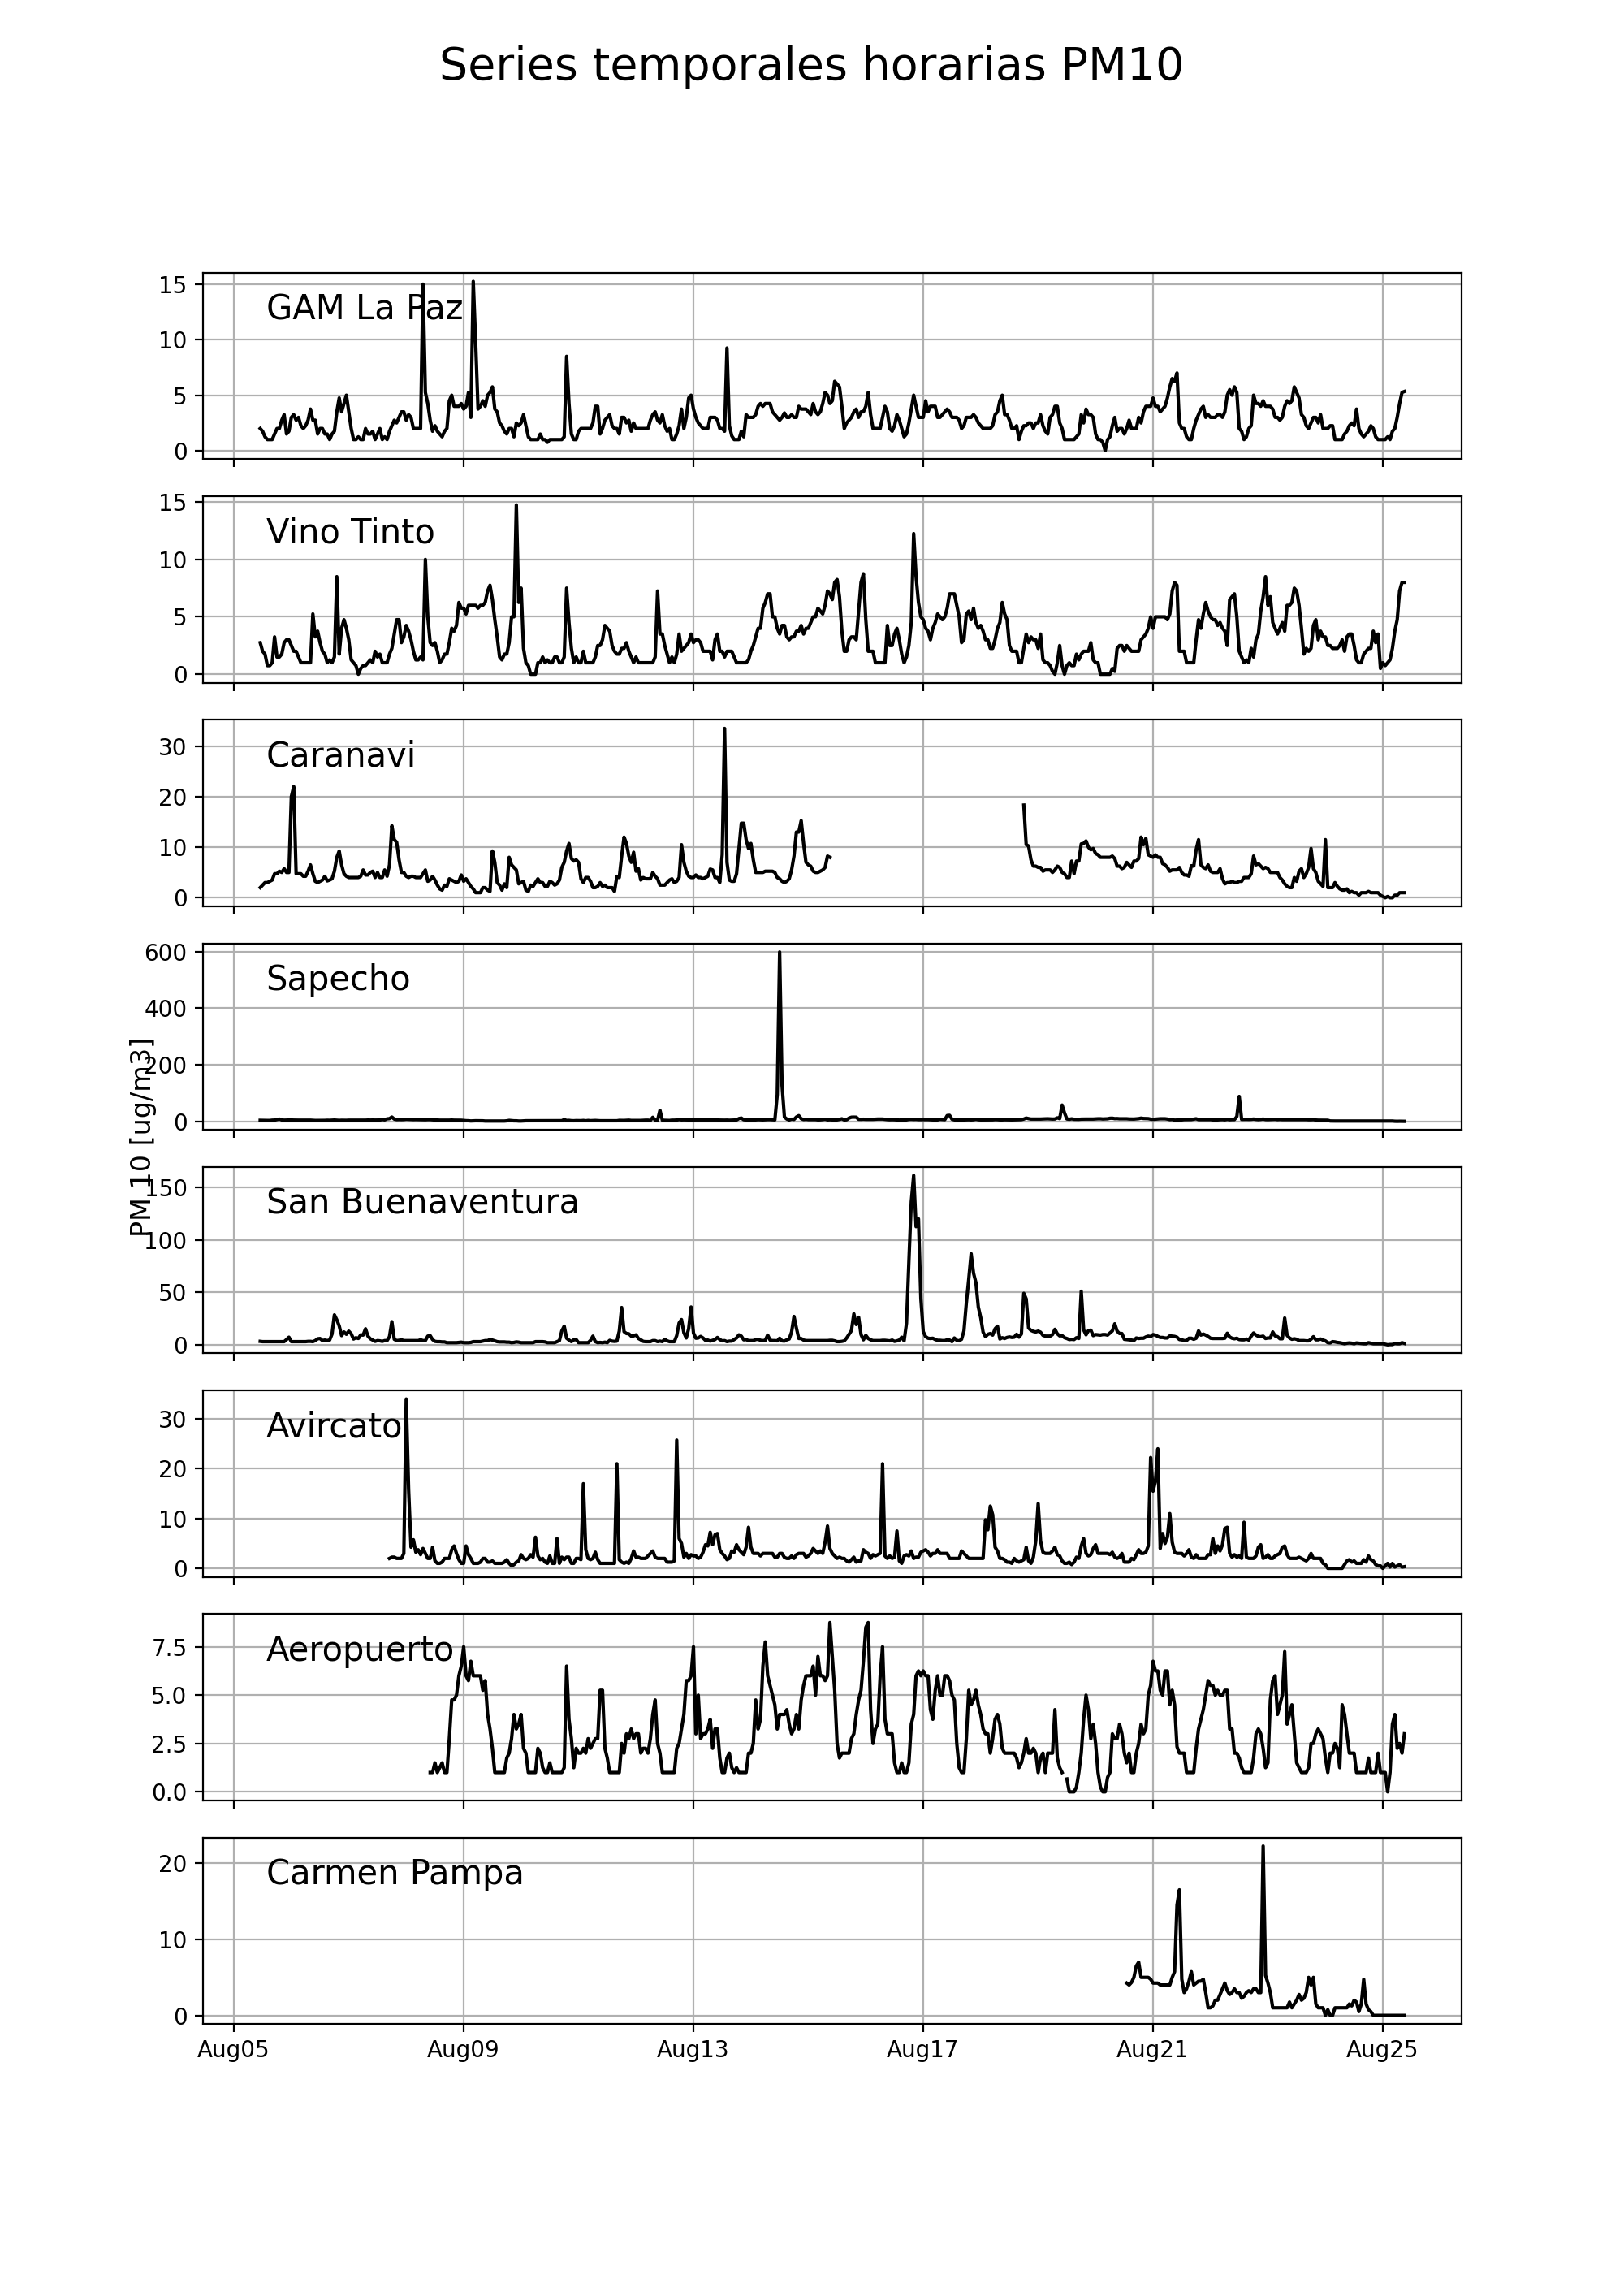 Series temporales horarias PM10
15
GAM La Paz
10
5
0
15
Vino Tinto
10
5
0
30
Caranavi
20
10
0
600
Sapecho
400
200
0
PM 10 [ug/m3]
150
San Buenaventura
100
50
0
30
Avircato
20
10
0
7.5
Aeropuerto
5.0
2.5
0.0
20
Carmen Pampa
10
0
Aug05 Aug09 Aug13 Aug17 Aug21 Aug25